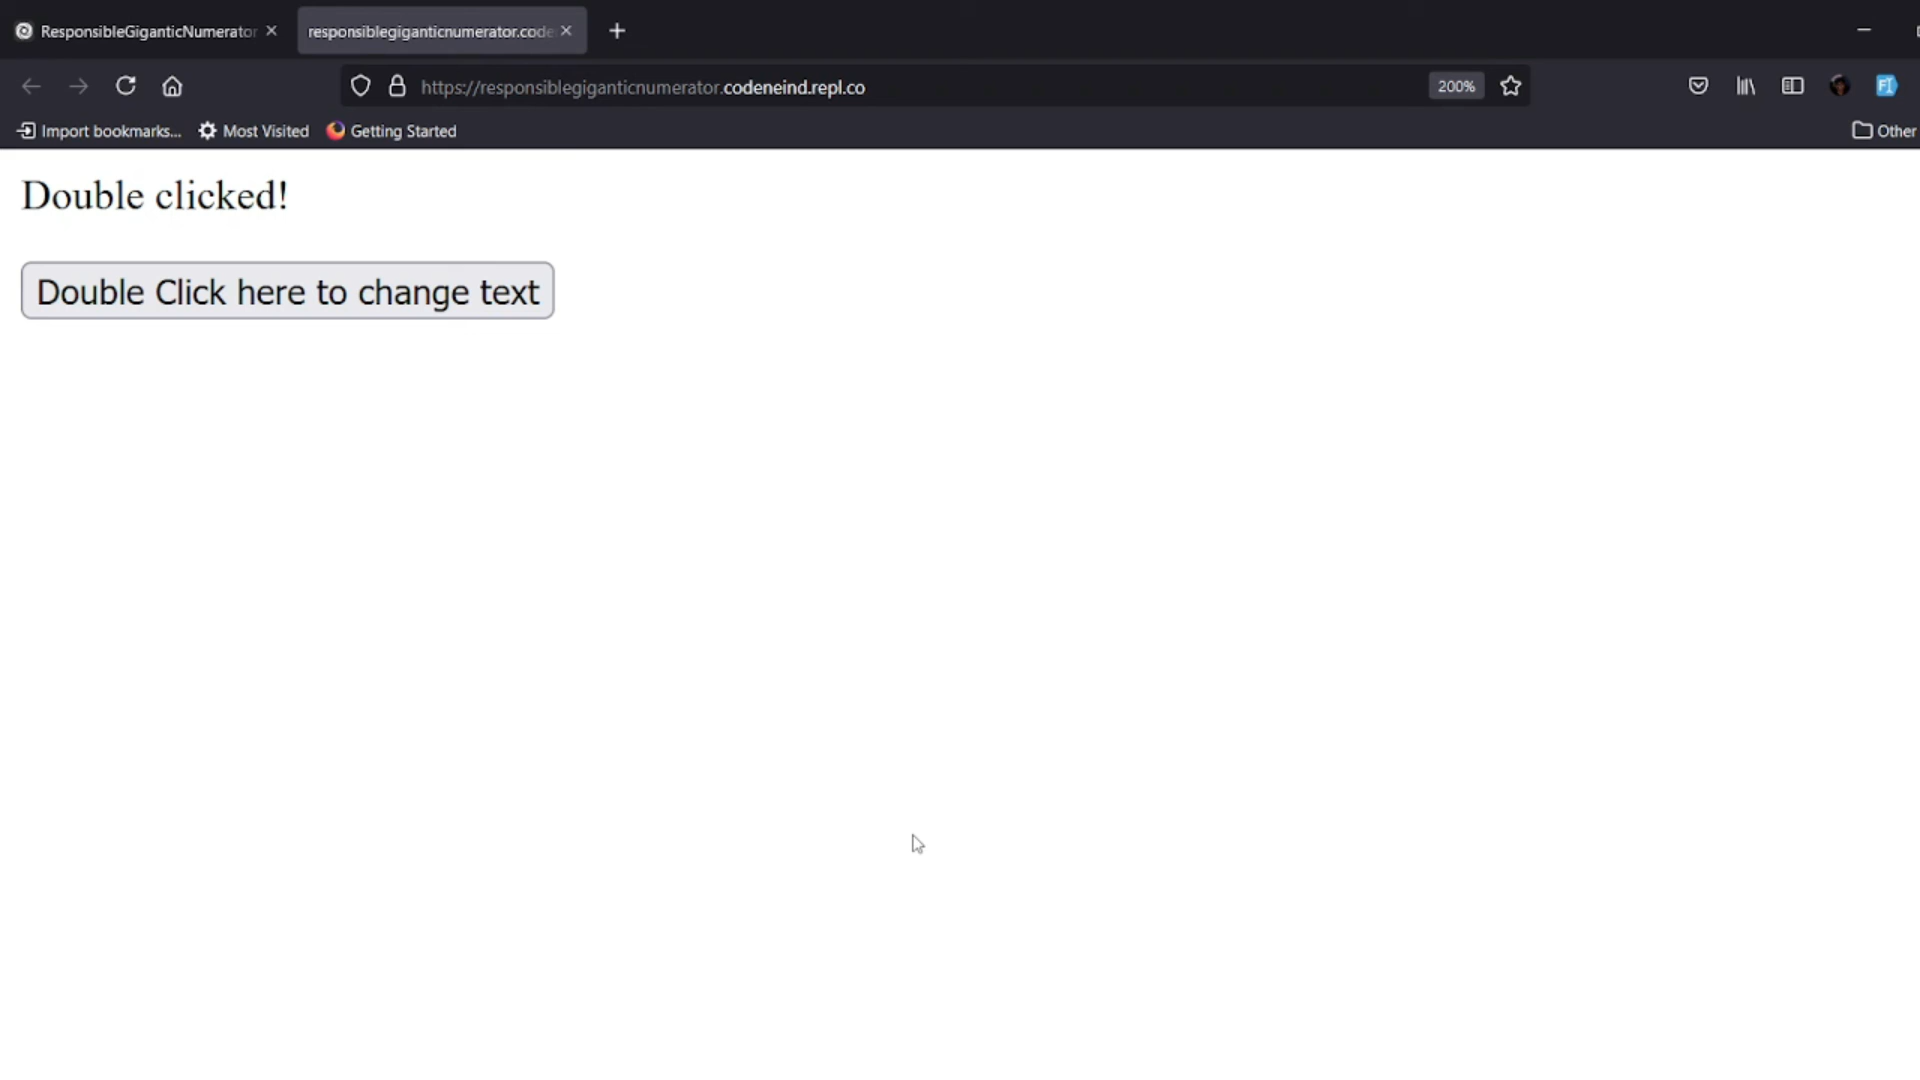 ResponsibleGiganticNumerator
responsiblegiganticnumerator.code
https://responsiblegiganticnumerator.codeneind.repl.co
200%
Import bookmarks...
Most Visited
Getting Started
Other
Double clicked!
Double Click here to change text